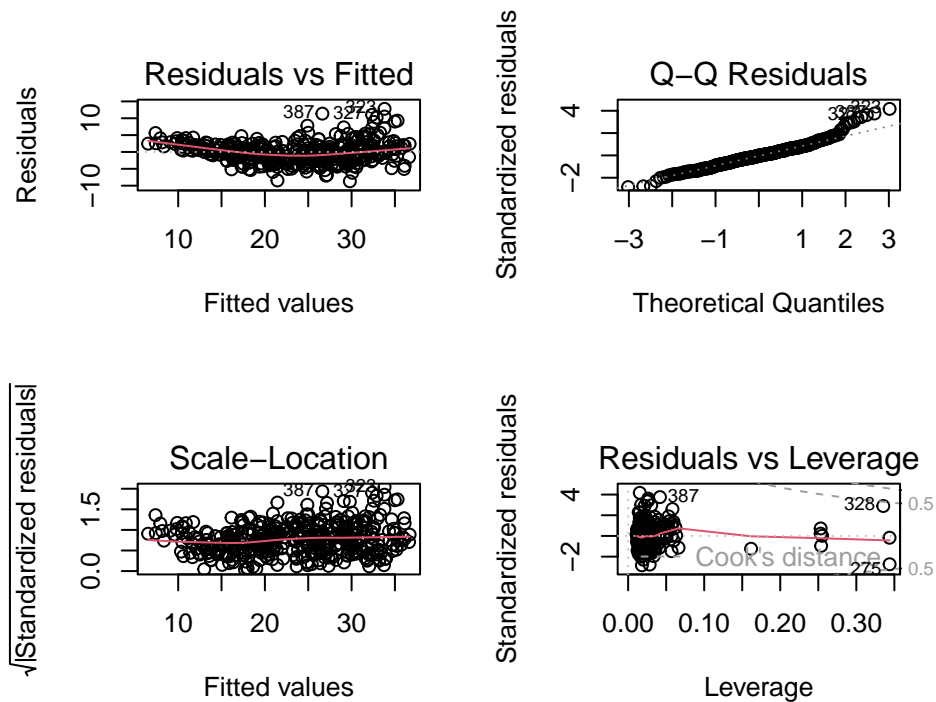 Residuals vs Fitted
Residuals
10
−10
387
327
323
10 20 30
Fitted values
Q−Q Residuals
Standardized residuals
4
−2
323
−3 −1 1 2 3
Theoretical Quantiles
Scale−Location
√|Standardized residuals|
1.5
0.0
387
327
323
10 20 30
Fitted values
Residuals vs Leverage
Standardized residuals
4
−2
387
328
0.5
Cook's distance
275
0.5
0.00 0.10 0.20 0.30
Leverage